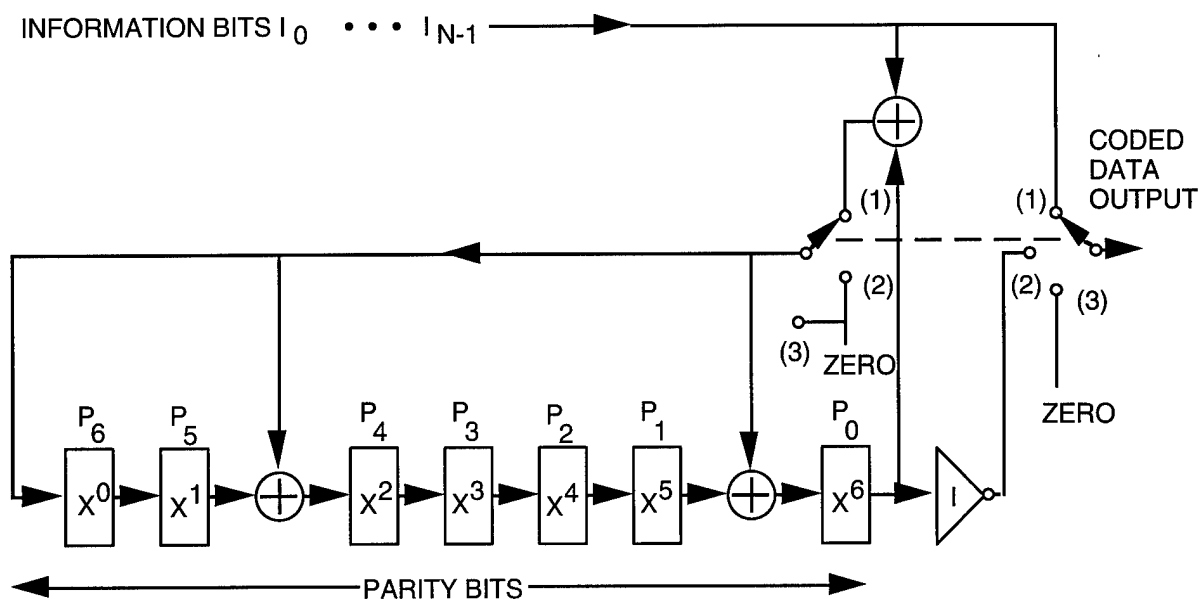 INFORMATION BITS I0 • • • IN-1
CODED
DATA
OUTPUT
(1)
(1)
(2)
(2)
(3)
(3)
ZERO
ZERO
P6 P5 P4 P3 P2 P1 P0
X0 X1 X2 X3 X4 X5 X6 I
PARITY BITS